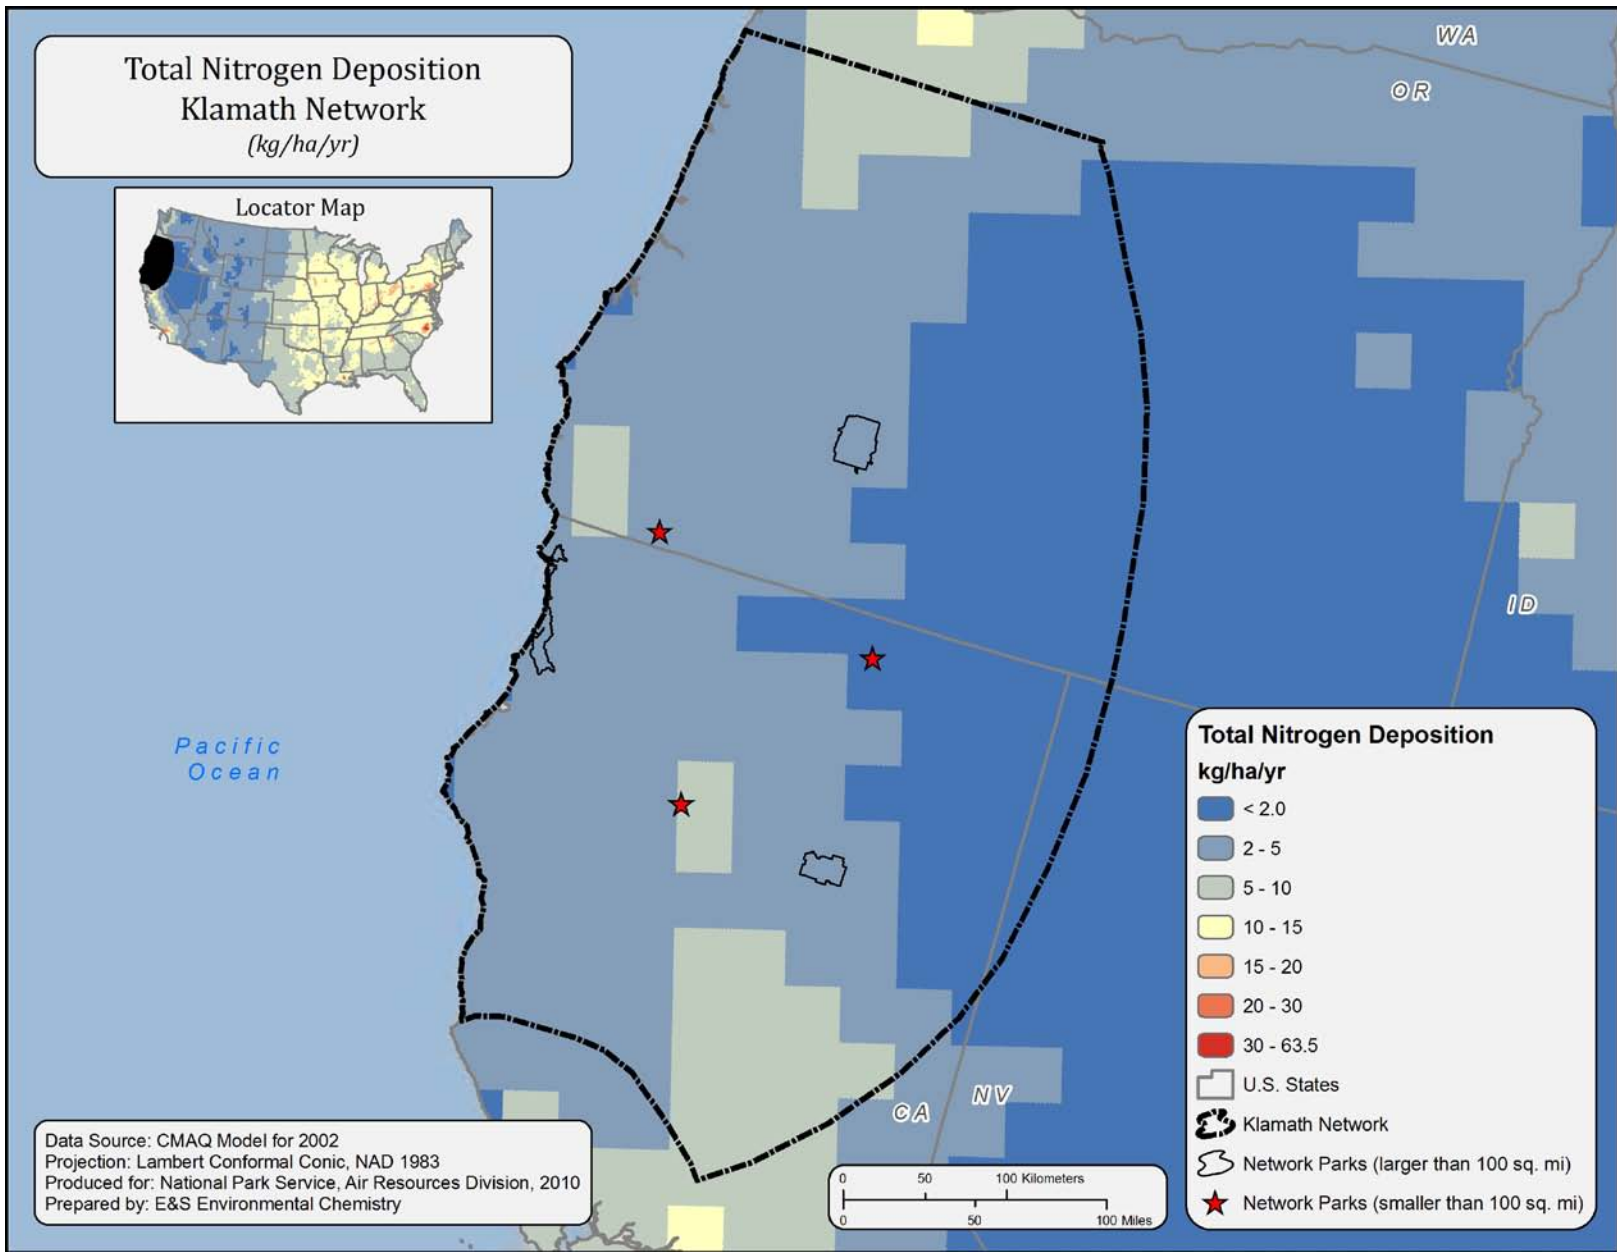 Total Nitrogen Deposition
Klamath Network
(kg/ha/yr)
Locator Map
WA
OR
ID
Pacific
Ocean
CA
NV
Total Nitrogen Deposition
kg/ha/yr
< 2.0
2 - 5
5 - 10
10 - 15
15 - 20
20 - 30
30 - 63.5
U.S. States
Klamath Network
Network Parks (larger than 100 sq. mi)
Network Parks (smaller than 100 sq. mi)
Data Source: CMAQ Model for 2002
Projection: Lambert Conformal Conic, NAD 1983
Produced for: National Park Service, Air Resources Division, 2010
Prepared by: E&S Environmental Chemistry
0 50 100 Kilometers
0 50 100 Miles